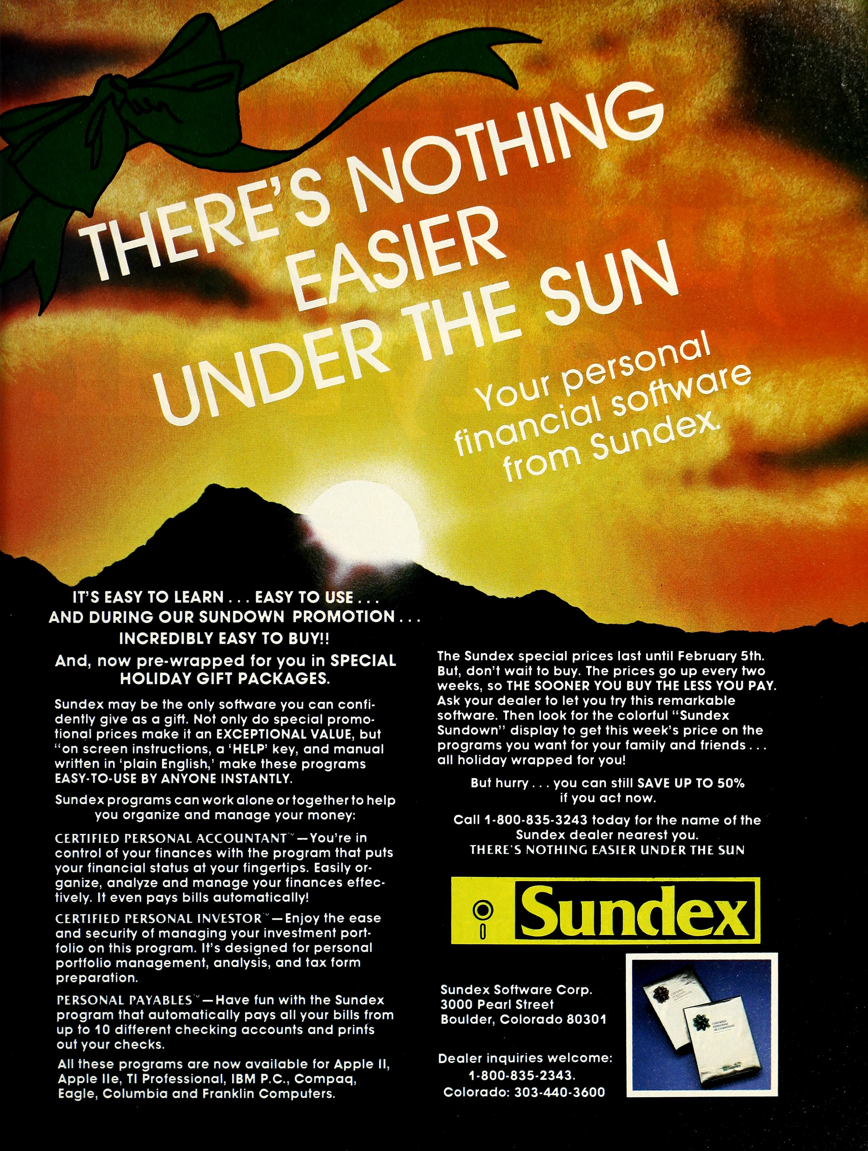 THERE'S NOTHING
EASIER
UNDER THE SUN
Your personal
financial software
from Sundex.
IT'S EASY TO LEARN . . . EASY TO USE . . .
AND DURING OUR SUNDOWN PROMOTION . . .
INCREDIBLY EASY TO BUY!!
And, now pre-wrapped for you in SPECIAL
HOLIDAY GIFT PACKAGES.
Sundex may be the only software you can confi-
dently give as a gift. Not only do special promo-
tional prices make it an EXCEPTIONAL VALUE, but
"on screen instructions, a 'HELP' key, and manual
written in 'plain English,' make these programs
EASY-TO-USE BY ANYONE INSTANTLY.
Sundex programs can work alone or together to help
you organize and manage your money:
CERTIFIED PERSONAL ACCOUNTANT™—You're in
control of your finances with the program that puts
your financial status at your fingertips. Easily or-
ganize, analyze and manage your finances effec-
tively. It even pays bills automatically!
CERTIFIED PERSONAL INVESTOR™—Enjoy the ease
and security of managing your investment port-
folio on this program. It's designed for personal
portfolio management, analysis, and tax form
preparation.
PERSONAL PAYABLES™—Have fun with the Sundex
program that automatically pays all your bills from
up to 10 different checking accounts and prints
out your checks.
All these programs are now available for Apple II,
Apple IIe, TI Professional, IBM P.C., Compaq,
Eagle, Columbia and Franklin Computers.
The Sundex special prices last until February 5th.
But, don't wait to buy. The prices go up every two
weeks, so THE SOONER YOU BUY THE LESS YOU PAY.
Ask your dealer to let you try this remarkable
software. Then look for the colorful "Sundex
Sundown" display to get this week's price on the
programs you want for your family and friends . . .
all holiday wrapped for you!
But hurry . . . you can still SAVE UP TO 50%
if you act now.
Call 1-800-835-3243 today for the name of the
Sundex dealer nearest you.
THERE'S NOTHING EASIER UNDER THE SUN
Sundex
Sundex Software Corp.
3000 Pearl Street
Boulder, Colorado 80301
Dealer inquiries welcome:
1-800-835-2343.
Colorado: 303-440-3600